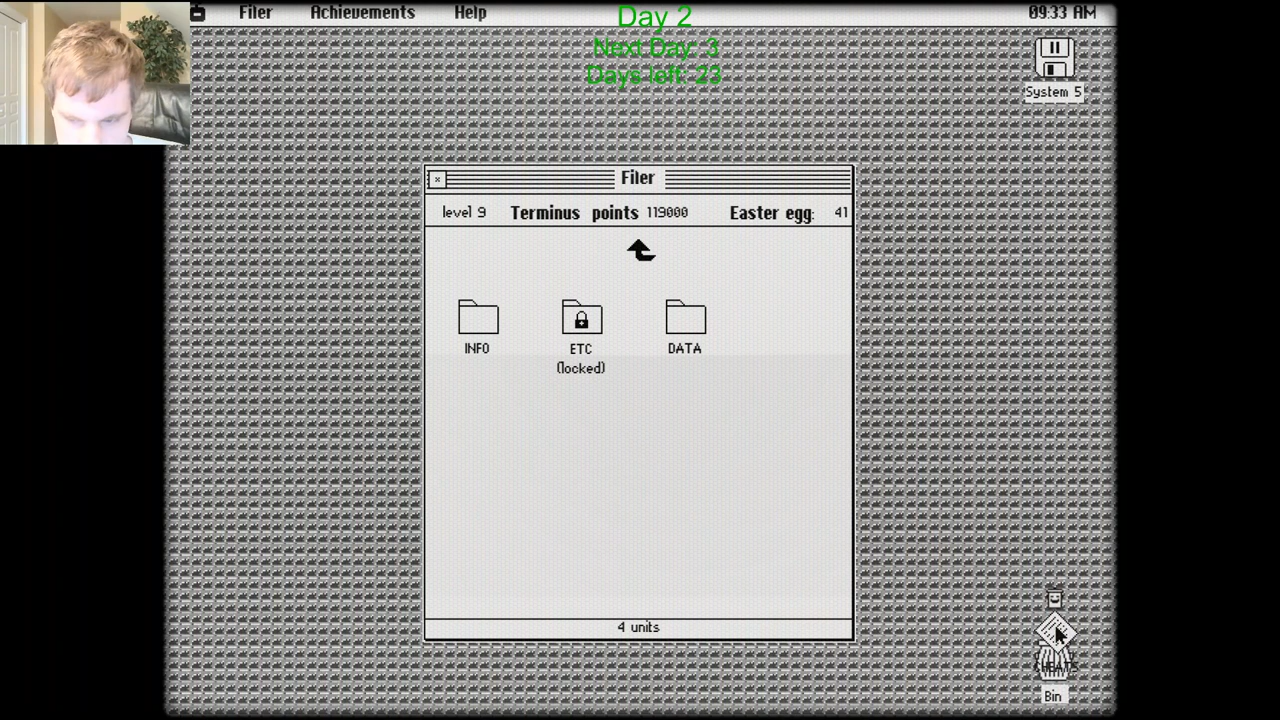 Filer Achievements Help
Day 2
09:33 AM
Next Day: 3
Days left: 23
System 5
Filer
level 9 Terminus points 119000 Easter egg: 41
INFO ETC DATA
(locked)
4 units
CHEATS
Bin